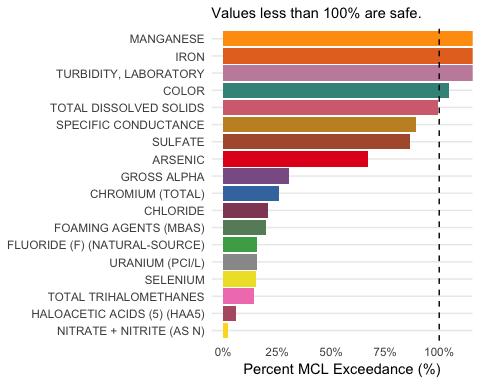 Values less than 100% are safe.
MANGANESE
IRON
TURBIDITY, LABORATORY
COLOR
TOTAL DISSOLVED SOLIDS
SPECIFIC CONDUCTANCE
SULFATE
ARSENIC
GROSS ALPHA
CHROMIUM (TOTAL)
CHLORIDE
FOAMING AGENTS (MBAS)
FLUORIDE (F) (NATURAL-SOURCE)
URANIUM (PCI/L)
SELENIUM
TOTAL TRIHALOMETHANES
HALOACETIC ACIDS (5) (HAA5)
NITRATE + NITRITE (AS N)
0% 25% 50% 75% 100%
Percent MCL Exceedance (%)